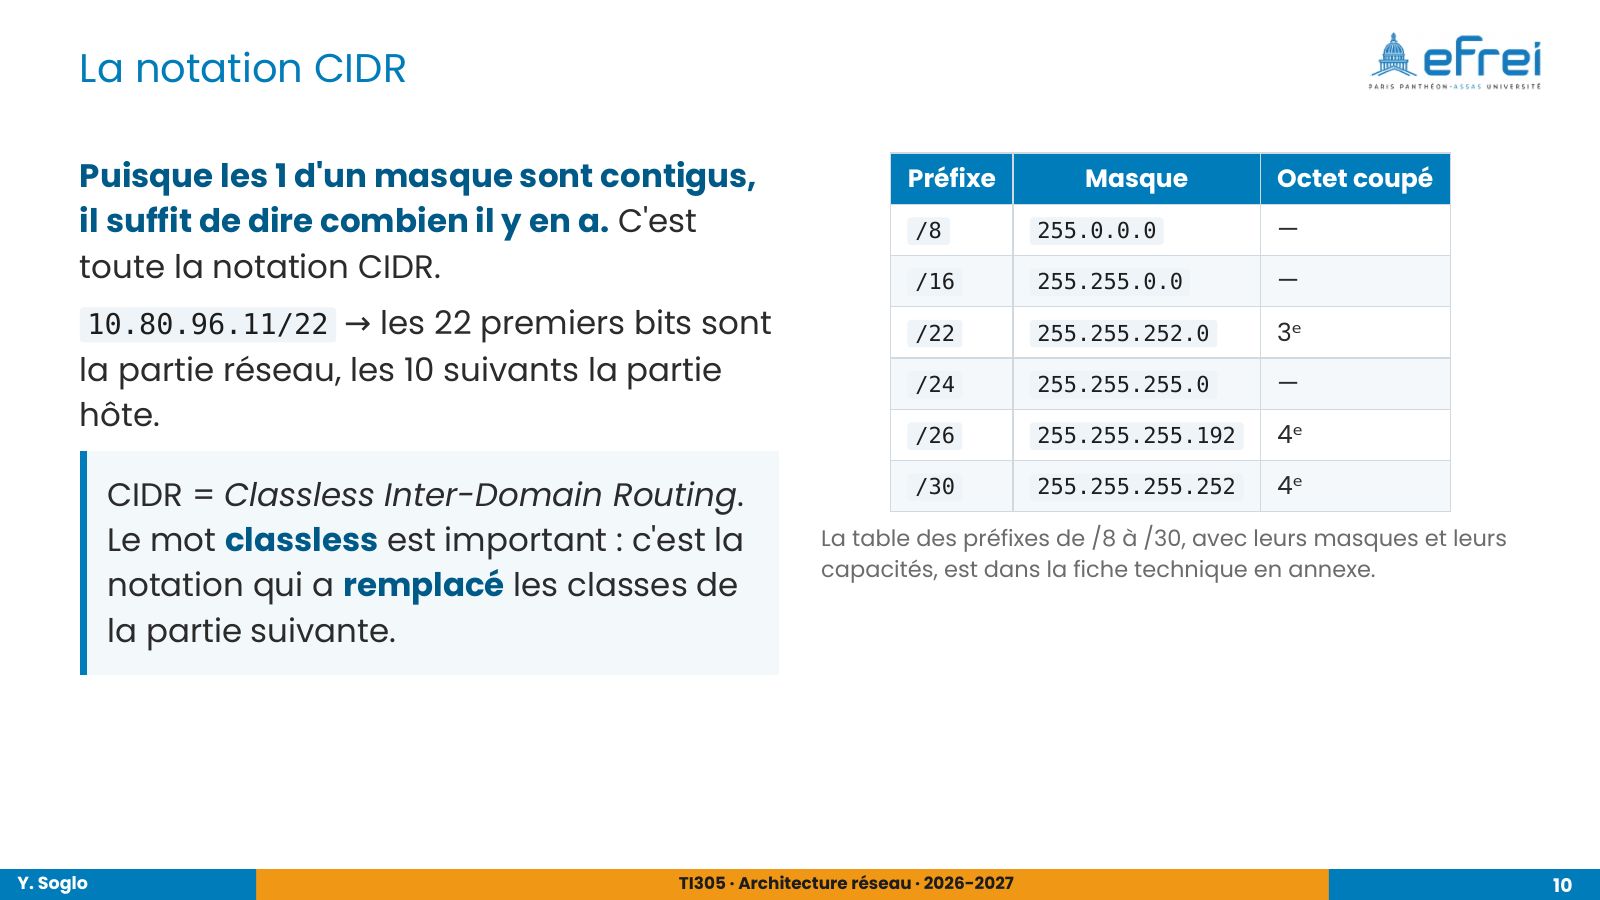 La notation CIDR
efrei
PARIS PANTHÉON-ASSAS UNIVERSITÉ
Puisque les 1 d'un masque sont contigus,
il suffit de dire combien il y en a. C'est
toute la notation CIDR.
10.80.96.11/22 → les 22 premiers bits sont
la partie réseau, les 10 suivants la partie
hôte.
CIDR = Classless Inter-Domain Routing.
Le mot classless est important : c'est la
notation qui a remplacé les classes de
la partie suivante.
Préfixe Masque Octet coupé
/8 255.0.0.0 —
/16 255.255.0.0 —
/22 255.255.252.0 3ᵉ
/24 255.255.255.0 —
/26 255.255.255.192 4ᵉ
/30 255.255.255.252 4ᵉ
La table des préfixes de /8 à /30, avec leurs masques et leurs
capacités, est dans la fiche technique en annexe.
Y. Soglo TI305 · Architecture réseau · 2026-2027 10